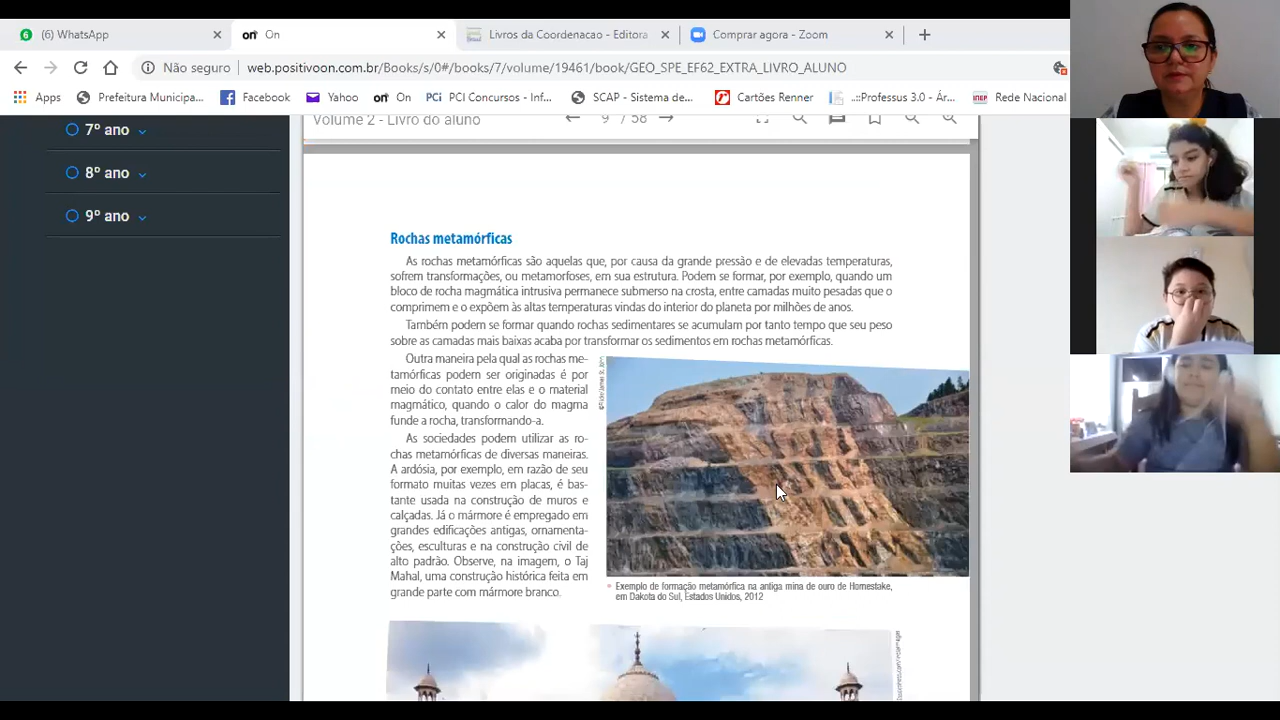 (6) WhatsApp
on On
Livros da Coordenacao - Editora
Comprar agora - Zoom
Não seguro
web.positivoon.com.br/Books/s/0#/books/7/volume/19461/book/GEO_SPE_EF62_EXTRA_LIVRO_ALUNO
Apps
Prefeitura Municipa...
Facebook
Yahoo
on On
PCi PCI Concursos - Inf...
SCAP - Sistema de...
Cartões Renner
..::Professus 3.0 - Ár...
INEP Rede Nacional
7º ano
8º ano
9º ano
Volume 2 - Livro do aluno
9 / 58
Rochas metamórficas
As rochas metamórficas são aquelas que, por causa da grande pressão e de elevadas temperaturas,
sofrem transformações, ou metamorfoses, em sua estrutura. Podem se formar, por exemplo, quando um
bloco de rocha magmática intrusiva permanece submerso na crosta, entre camadas muito pesadas que o
comprimem e o expõem às altas temperaturas vindas do interior do planeta por milhões de anos.
Também podem se formar quando rochas sedimentares se acumulam por tanto tempo que seu peso
sobre as camadas mais baixas acaba por transformar os sedimentos em rochas metamórficas.
Outra maneira pela qual as rochas me-
tamórficas podem ser originadas é por
meio do contato entre elas e o material
magmático, quando o calor do magma
funde a rocha, transformando-a.
As sociedades podem utilizar as ro-
chas metamórficas de diversas maneiras.
A ardósia, por exemplo, em razão de seu
formato muitas vezes em placas, é bas-
tante usada na construção de muros e
calçadas. Já o mármore é empregado em
grandes edificações antigas, ornamenta-
ções, esculturas e na construção civil de
alto padrão. Observe, na imagem, o Taj
Mahal, uma construção histórica feita em
grande parte com mármore branco.
Exemplo de formação metamórfica na antiga mina de ouro de Homestake,
em Dakota do Sul, Estados Unidos, 2012